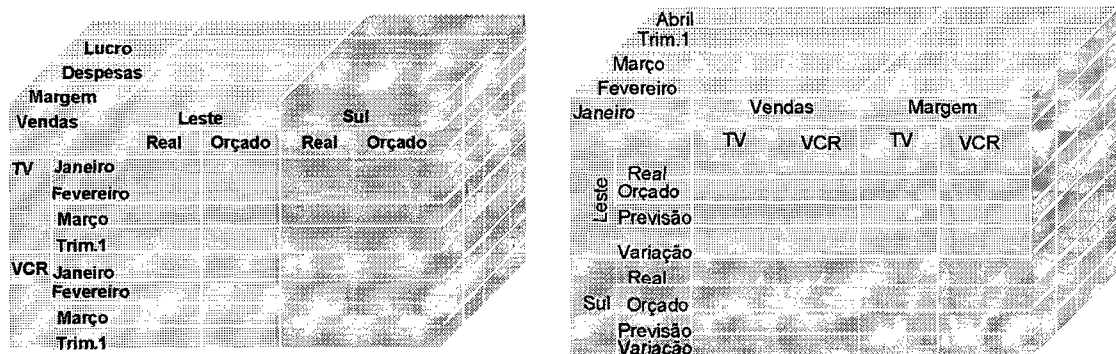 Lucro
Despesas
Margem
Vendas
Leste Sul
Real Orçado Real Orçado
TV Janeiro
Fevereiro
Março
Trim.1
VCR Janeiro
Fevereiro
Março
Trim.1
Abril
Trim.1
Março
Fevereiro
Janeiro Vendas Margem
TV VCR TV VCR
Leste Real
Orçado
Previsão
Variação
Real
Sul Orçado
Previsão
Variação